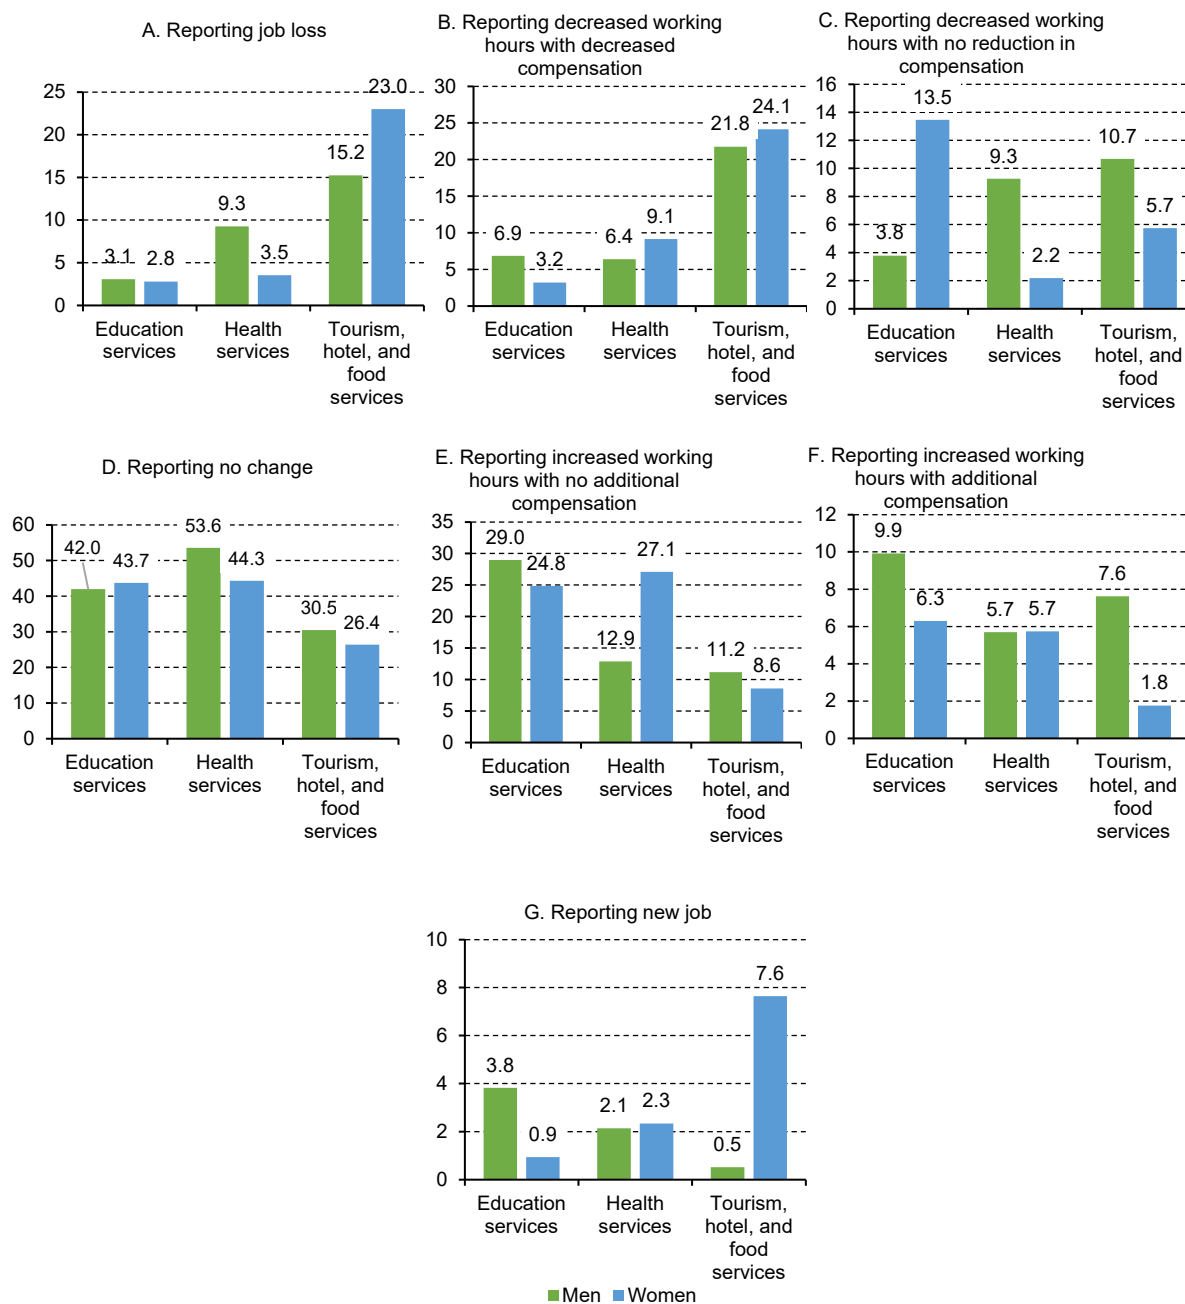 A. Reporting job loss
25
20
15
10
5
0
3.1
2.8
9.3
3.5
15.2
23.0
Education
services
Health
services
Tourism,
hotel, and
food
services
B. Reporting decreased working
hours with decreased
compensation
30
25
20
15
10
5
0
6.9
3.2
6.4
9.1
21.8
24.1
Education
services
Health
services
Tourism,
hotel, and
food
services
C. Reporting decreased working
hours with no reduction in
compensation
16
14
12
10
8
6
4
2
0
3.8
13.5
9.3
2.2
10.7
5.7
Education
services
Health
services
Tourism,
hotel, and
food
services
D. Reporting no change
60
50
40
30
20
10
0
42.0
43.7
53.6
44.3
30.5
26.4
Education
services
Health
services
Tourism,
hotel, and
food
services
E. Reporting increased working
hours with no additional
compensation
35
30
25
20
15
10
5
0
29.0
24.8
12.9
27.1
11.2
8.6
Education
services
Health
services
Tourism,
hotel, and
food
services
F. Reporting increased working
hours with additional
compensation
12
10
8
6
4
2
0
9.9
6.3
5.7
5.7
7.6
1.8
Education
services
Health
services
Tourism,
hotel, and
food
services
G. Reporting new job
10
8
6
4
2
0
3.8
0.9
2.1
2.3
0.5
7.6
Education
services
Health
services
Tourism,
hotel, and
food
services
Men
Women